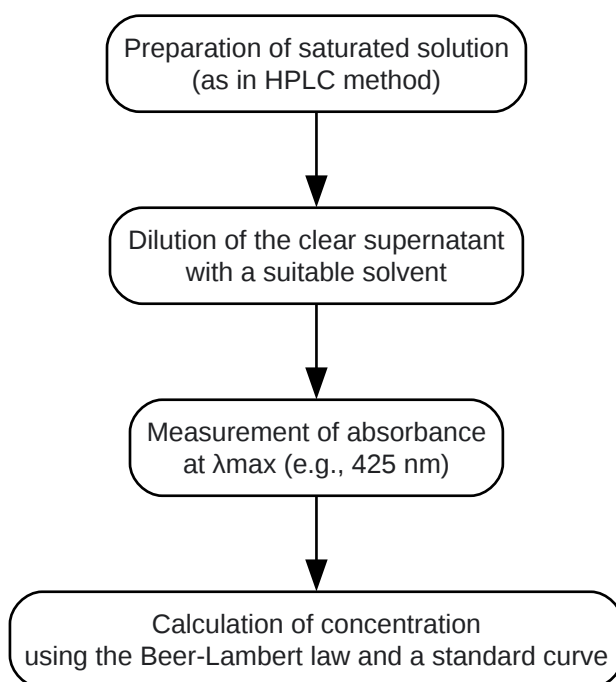 Preparation of saturated solution
(as in HPLC method)
Dilution of the clear supernatant
with a suitable solvent
Measurement of absorbance
at λmax (e.g., 425 nm)
Calculation of concentration
using the Beer-Lambert law and a standard curve